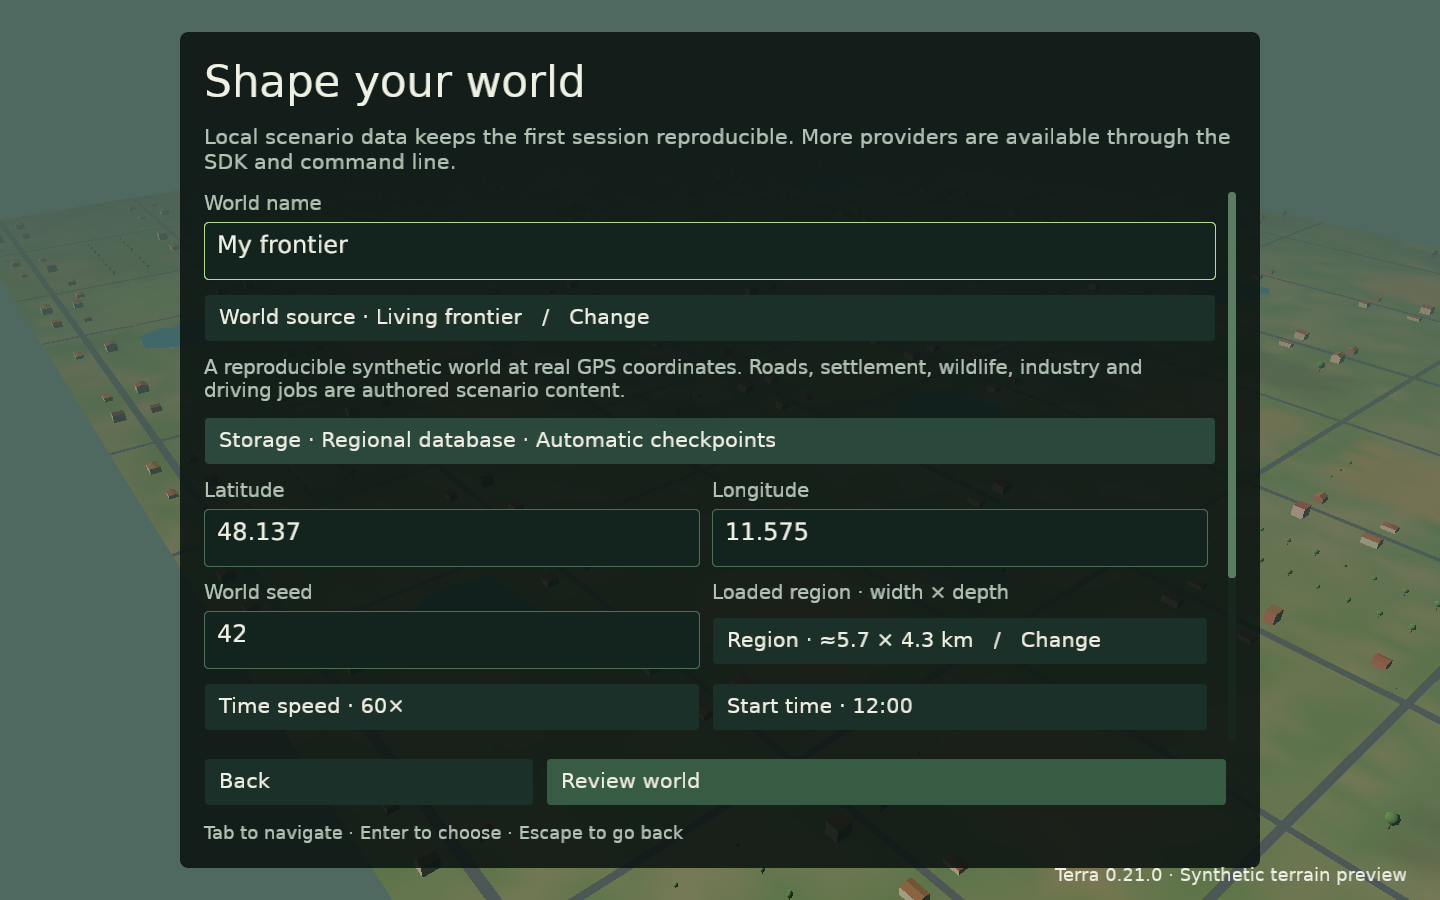 Shape your world
Local scenario data keeps the first session reproducible. More providers are available through the
SDK and command line.
World name
My frontier
World source · Living frontier / Change
A reproducible synthetic world at real GPS coordinates. Roads, settlement, wildlife, industry and
driving jobs are authored scenario content.
Storage · Regional database · Automatic checkpoints
Latitude
Longitude
48.137
11.575
World seed
Loaded region · width × depth
42
Region · ≈5.7 × 4.3 km / Change
Time speed · 60×
Start time · 12:00
Back
Review world
Tab to navigate · Enter to choose · Escape to go back
Terra 0.21.0 · Synthetic terrain preview